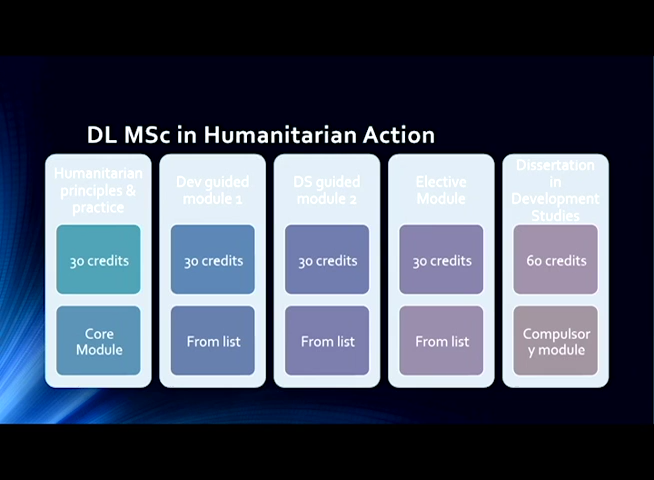 DL MSc in Humanitarian Action
Humanitarian
principles &
practice
30 credits
Core
Module
Dev guided
module 1
30 credits
From list
DS guided
module 2
30 credits
From list
Elective
Module
30 credits
From list
Dissertation
in
Development
Studies
60 credits
Compulsor
y module